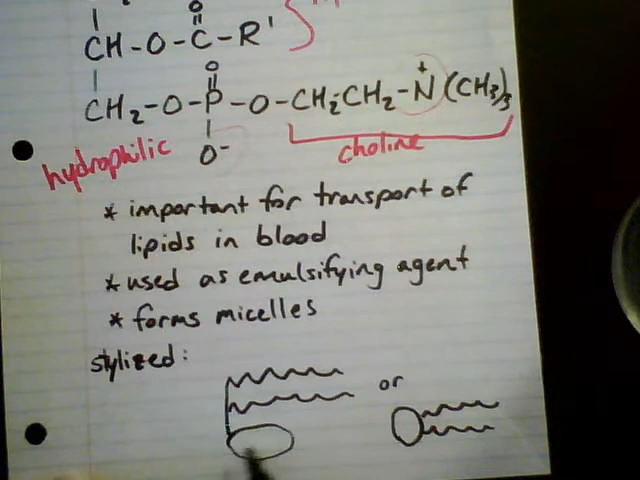 O
||
CH-O-C-R'
O
||
CH2-O-P-O-CH2CH2-N+(CH3)3
|
O-
hydrophilic
choline
* important for transport of
lipids in blood
* used as emulsifying agent
* forms micelles
stylized:
or